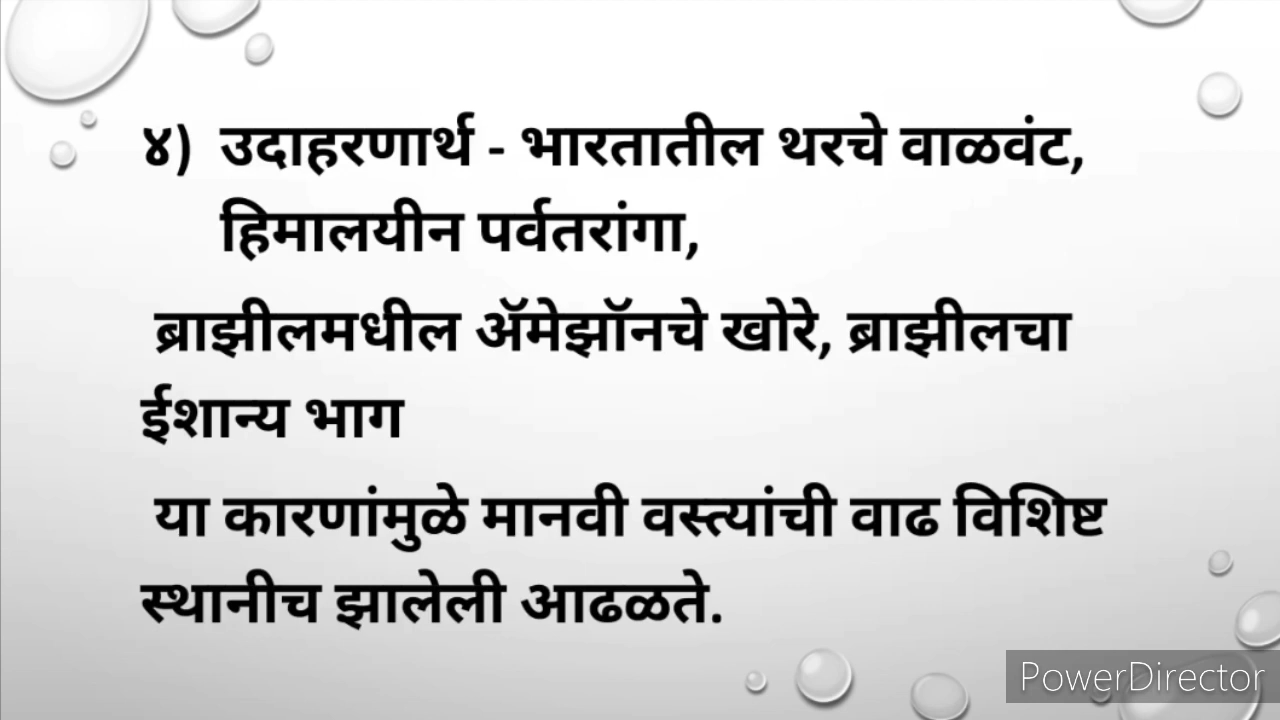 ४) उदाहरणार्थ - भारतातील थरचे वाळवंट,
हिमालयीन पर्वतरांगा,
ब्राझीलमधील ॲमेझॉनचे खोरे, ब्राझीलचा
ईशान्य भाग
या कारणांमुळे मानवी वस्त्यांची वाढ विशिष्ट
स्थानीच झालेली आढळते.
PowerDirector